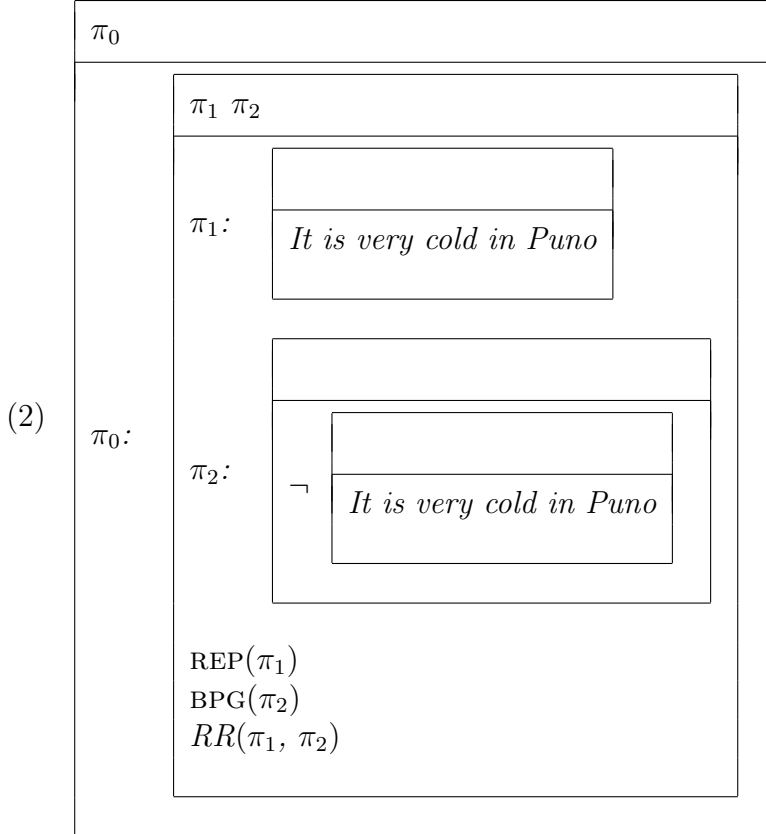 π₀
π₁ π₂
π₁:
It is very cold in Puno
(2)
π₀:
π₂:
¬
It is very cold in Puno
REP(π₁)
BPG(π₂)
RR(π₁, π₂)